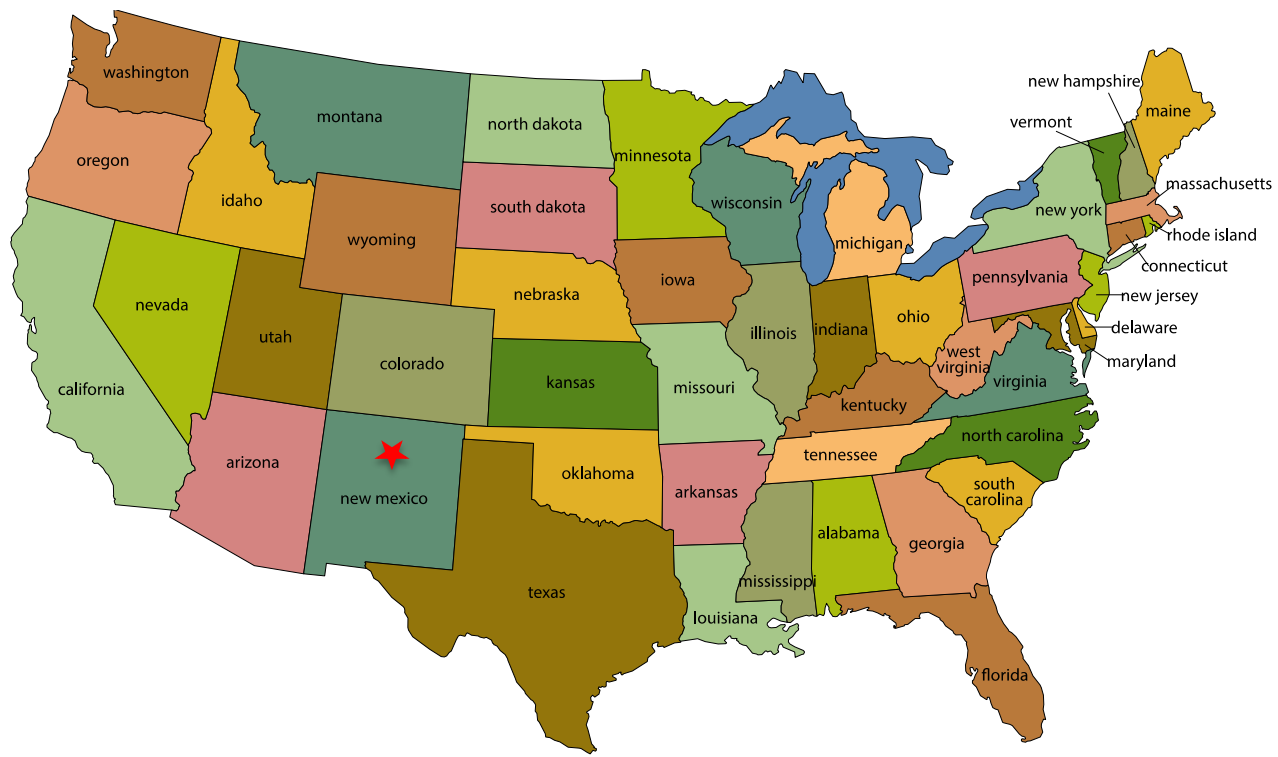 washington
montana
north dakota
minnesota
new hampshire
maine
vermont
oregon
idaho
wyoming
south dakota
wisconsin
michigan
new york
massachusetts
rhode island
connecticut
new jersey
delaware
maryland
pennsylvania
nevada
utah
colorado
nebraska
iowa
illinois
indiana
ohio
west
virginia
virginia
california
kansas
missouri
kentucky
north carolina
tennessee
south
carolina
arizona
new mexico
oklahoma
arkansas
mississippi
alabama
georgia
texas
louisiana
florida